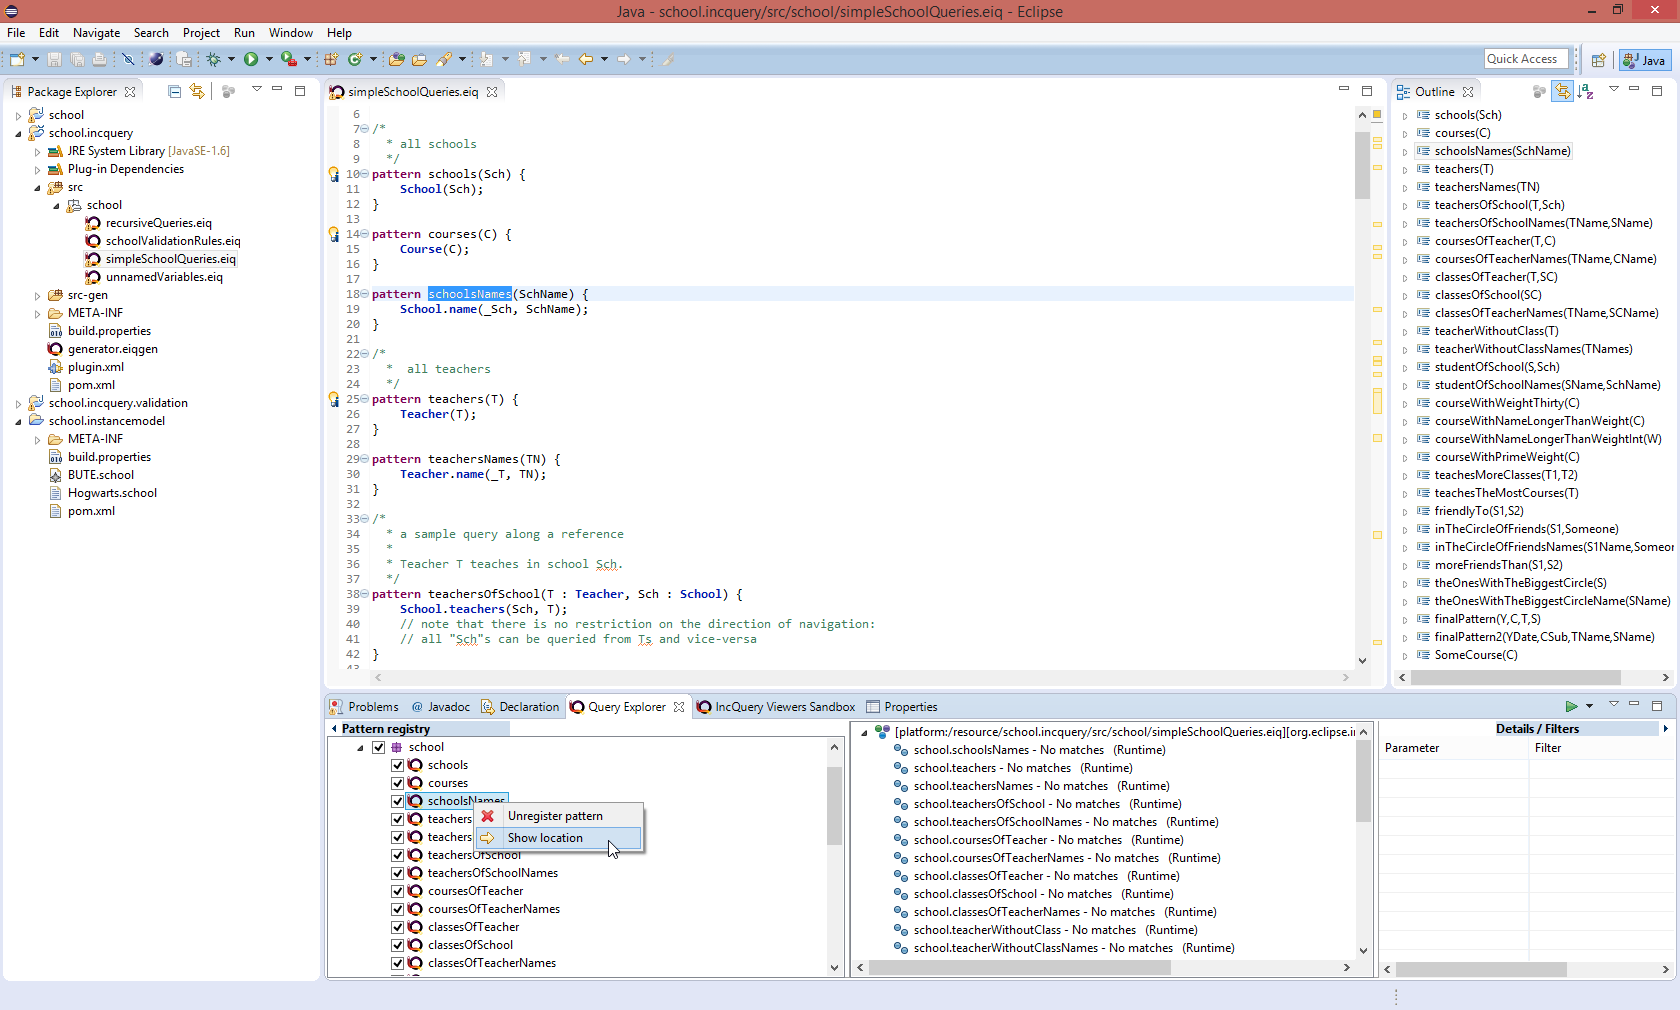 Java - school.incquery/src/school/simpleSchoolQueries.eiq - Eclipse
File Edit Navigate Search Project Run Window Help
Quick Access
Java
Package Explorer
school
school.incquery
JRE System Library [JavaSE-1.6]
Plug-in Dependencies
src
school
recursiveQueries.eiq
schoolValidationRules.eiq
simpleSchoolQueries.eiq
unnamedVariables.eiq
src-gen
META-INF
build.properties
generator.eiqgen
plugin.xml
pom.xml
school.incquery.validation
school.instancemodel
META-INF
build.properties
BUTE.school
Hogwarts.school
pom.xml
simpleSchoolQueries.eiq
6
7 /*
8 * all schools
9 */
10 pattern schools(Sch) {
11 School(Sch);
12 }
13
14 pattern courses(C) {
15 Course(C);
16 }
17
18 pattern schoolsNames(SchName) {
19 School.name(_Sch, SchName);
20 }
21
22 /*
23 * all teachers
24 */
25 pattern teachers(T) {
26 Teacher(T);
27 }
28
29 pattern teachersNames(TN) {
30 Teacher.name(_T, TN);
31 }
32
33 /*
34 * a sample query along a reference
35 *
36 * Teacher T teaches in school Sch.
37 */
38 pattern teachersOfSchool(T : Teacher, Sch : School) {
39 School.teachers(Sch, T);
40 // note that there is no restriction on the direction of navigation:
41 // all "Sch"s can be queried from Ts and vice-versa
42 }
43
Outline
schools(Sch)
courses(C)
schoolsNames(SchName)
teachers(T)
teachersNames(TN)
teachersOfSchool(T,Sch)
teachersOfSchoolNames(TName,SName)
coursesOfTeacher(T,C)
coursesOfTeacherNames(TName,CName)
classesOfTeacher(T,SC)
classesOfSchool(SC)
classesOfTeacherNames(TName,SCName)
teacherWithoutClass(T)
teacherWithoutClassNames(TNames)
studentOfSchool(S,Sch)
studentOfSchoolNames(SName,SchName)
courseWithWeightThirty(C)
courseWithNameLongerThanWeight(C)
courseWithNameLongerThanWeightInt(W)
courseWithPrimeWeight(C)
teachesMoreClasses(T1,T2)
teachesTheMostCourses(T)
friendlyTo(S1,S2)
inTheCircleOfFriends(S1,Someone)
inTheCircleOfFriendsNames(S1Name,Someor
moreFriendsThan(S1,S2)
theOnesWithTheBiggestCircle(S)
theOnesWithTheBiggestCircleName(SName)
finalPattern(Y,C,T,S)
finalPattern2(YDate,CSub,TName,SName)
SomeCourse(C)
Problems @ Javadoc Declaration Query Explorer IncQuery Viewers Sandbox Properties
Pattern registry
school
schools
courses
schoolsNames
teachers
teachers
teachersOfSchool
teachersOfSchoolNames
coursesOfTeacher
coursesOfTeacherNames
classesOfTeacher
classesOfSchool
classesOfTeacherNames
Unregister pattern
Show location
[platform:/resource/school.incquery/src/school/simpleSchoolQueries.eiq][org.eclipse.i
school.schoolsNames - No matches (Runtime)
school.teachers - No matches (Runtime)
school.teachersNames - No matches (Runtime)
school.teachersOfSchool - No matches (Runtime)
school.teachersOfSchoolNames - No matches (Runtime)
school.coursesOfTeacher - No matches (Runtime)
school.coursesOfTeacherNames - No matches (Runtime)
school.classesOfTeacher - No matches (Runtime)
school.classesOfSchool - No matches (Runtime)
school.classesOfTeacherNames - No matches (Runtime)
school.teacherWithoutClass - No matches (Runtime)
school.teacherWithoutClassNames - No matches (Runtime)
Details / Filters
Parameter Filter